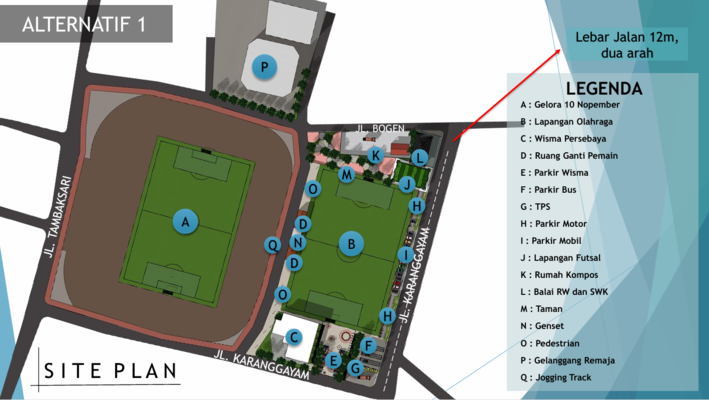 ALTERNATIF 1
Lebar Jalan 12m,
dua arah
LEGENDA
A : Gelora 10 Nopember
B : Lapangan Olahraga
C : Wisma Persebaya
D : Ruang Ganti Pemain
E : Parkir Wisma
F : Parkir Bus
G : TPS
H : Parkir Motor
I : Parkir Mobil
J : Lapangan Futsal
K : Rumah Kompos
L : Balai RW dan SWK
M : Taman
N : Genset
O : Pedestrian
P : Gelanggang Remaja
Q : Jogging Track
P
JL. BOGEN
K
L
M
J
O
H
A
D
N
Q
B
I
D
O
H
C
F
E
G
JL. TAMBAKSARI
JL. KARANGGAYAM
JL. KARANGGAYAM
SITE PLAN